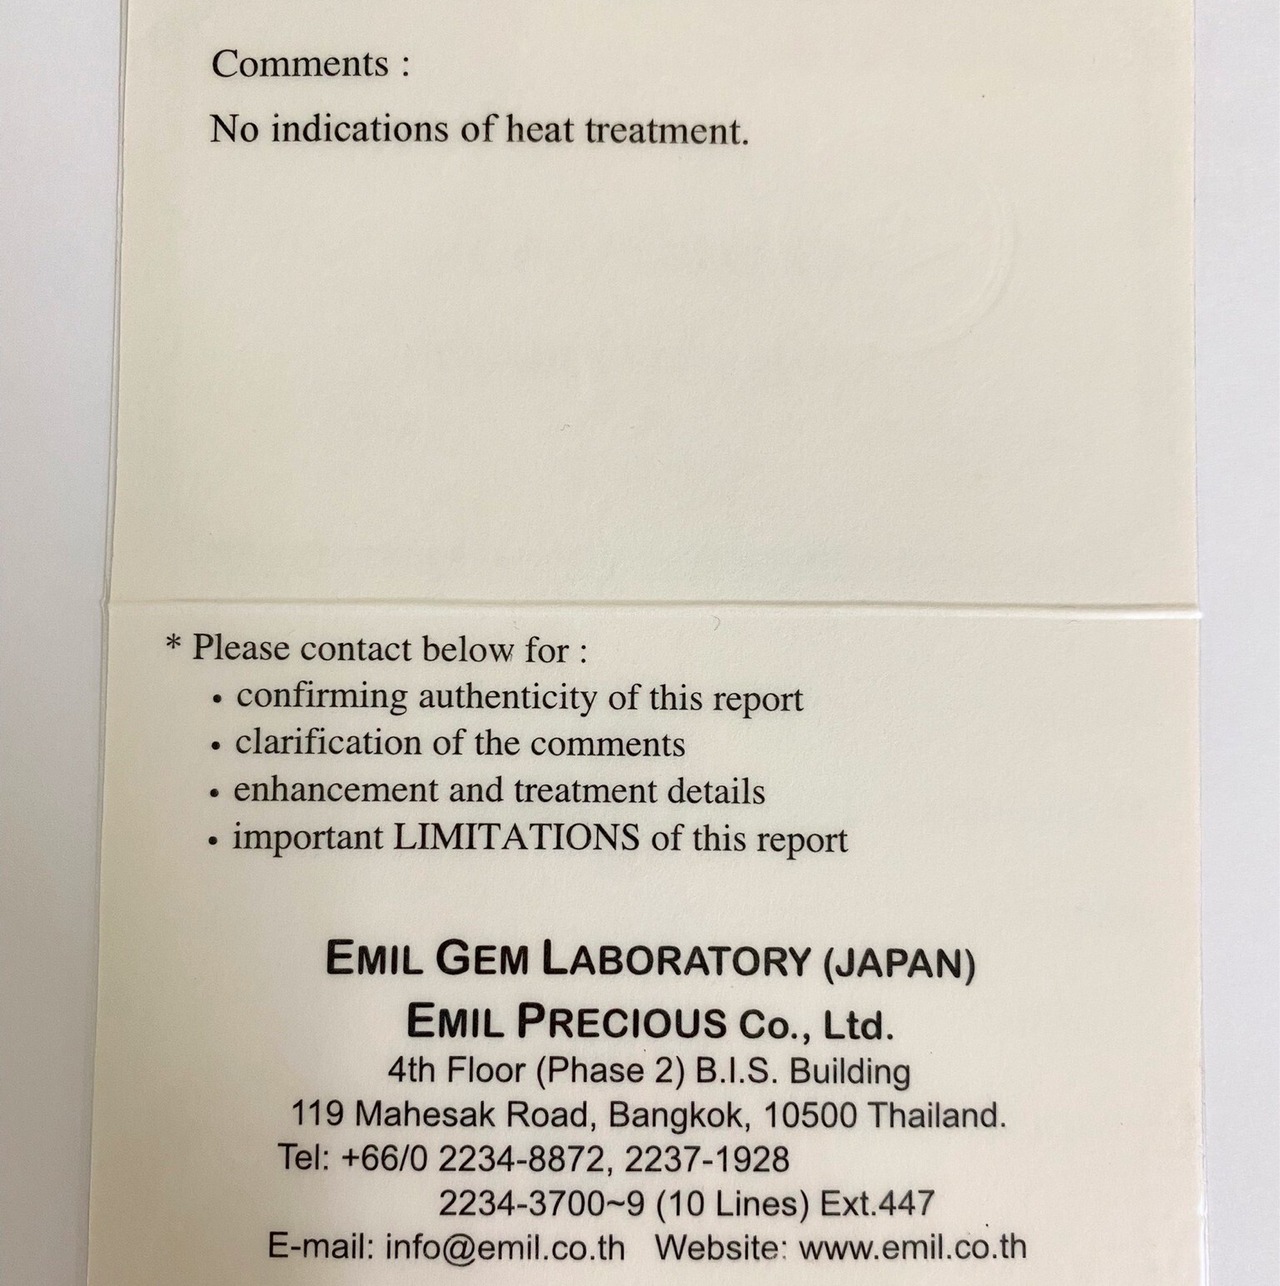 Comments :
No indications of heat treatment.
* Please contact below for :
• confirming authenticity of this report
• clarification of the comments
• enhancement and treatment details
• important LIMITATIONS of this report
EMIL GEM LABORATORY (JAPAN)
EMIL PRECIOUS Co., Ltd.
4th Floor (Phase 2) B.I.S. Building
119 Mahesak Road, Bangkok, 10500 Thailand.
Tel: +66/0 2234-8872, 2237-1928
2234-3700~9 (10 Lines) Ext.447
E-mail: info@emil.co.th Website: www.emil.co.th